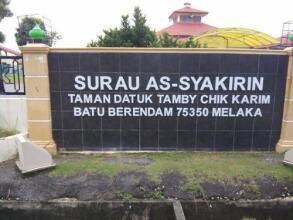 SURAU AS-SYAKIRIN
TAMAN DATUK TAMBY CHIK KARIM
BATU BERENDAM 75350 MELAKA